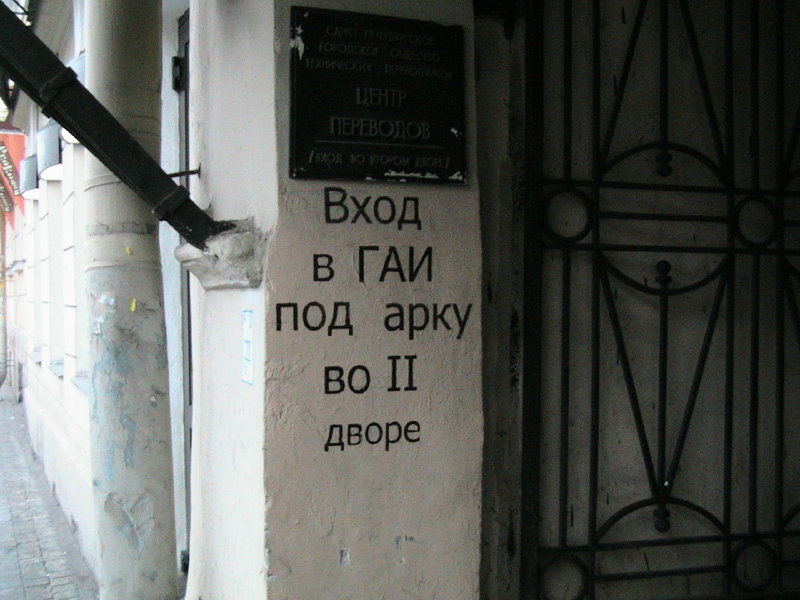 САНКТ-ПЕТЕРБУРГСКОЕ
ГОРОДСКОЕ ОБЩЕСТВО
ТЕХНИЧЕСКИХ ПЕРЕВОДЧИКОВ
ЦЕНТР
ПЕРЕВОДОВ
/ВХОД ВО ВТОРОМ ДВОРЕ/
Вход
в ГАИ
под арку
во II
дворе